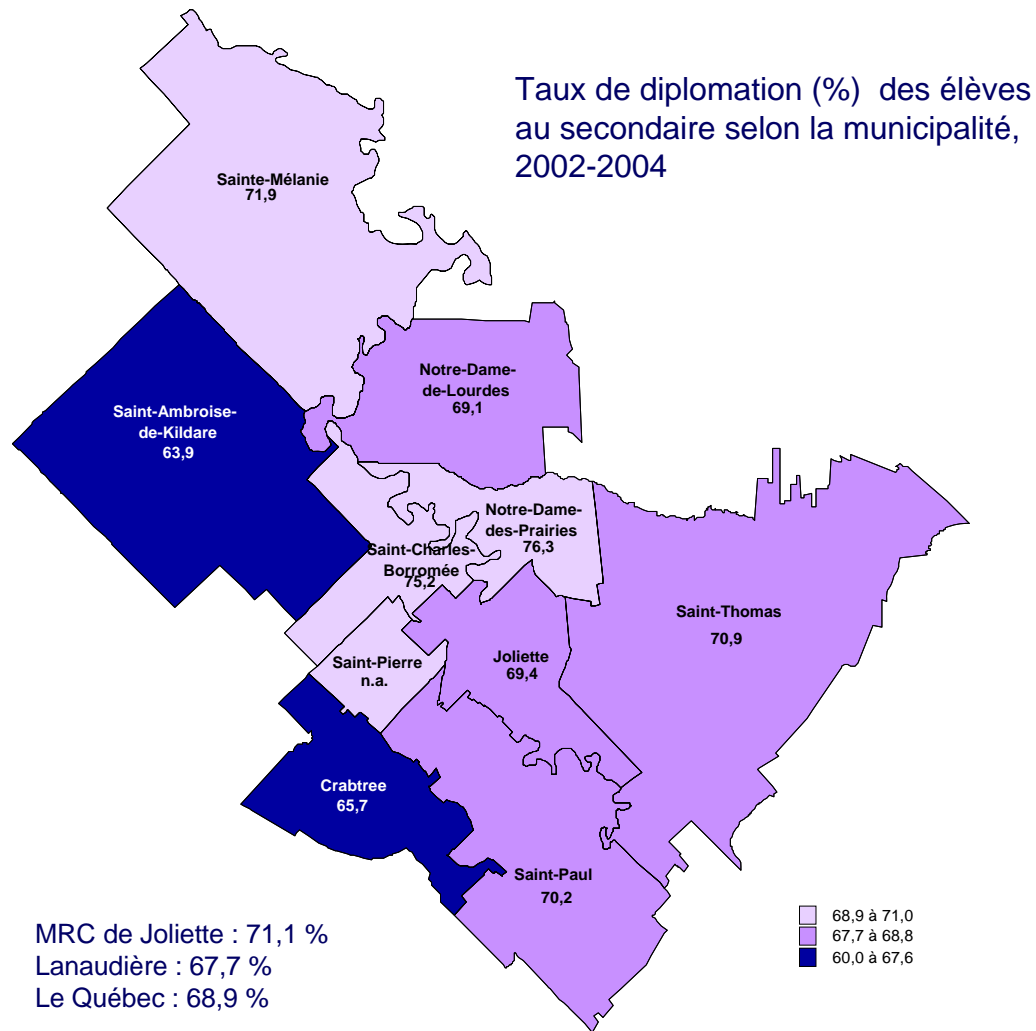 Taux de diplomation (%) des élèves
au secondaire selon la municipalité,
2002-2004
Sainte-Mélanie
71,9
Notre-Dame-
de-Lourdes
69,1
Saint-Ambroise-
de-Kildare
63,9
Notre-Dame-
des-Prairies
76,3
Saint-Charles-
Borromée
75,2
Saint-Thomas
70,9
Saint-Pierre
n.a.
Joliette
69,4
Crabtree
65,7
Saint-Paul
70,2
68,9 à 71,0
67,7 à 68,8
60,0 à 67,6
MRC de Joliette : 71,1 %
Lanaudière : 67,7 %
Le Québec : 68,9 %